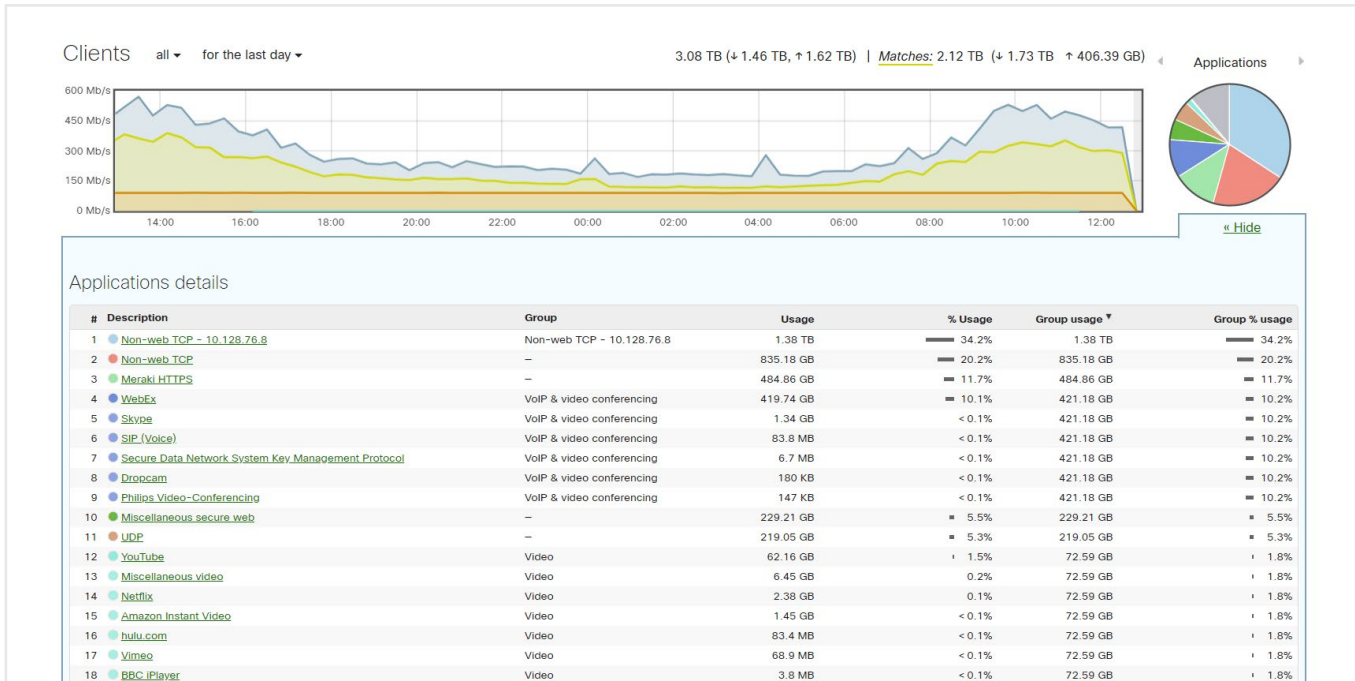 Clients all ▾ for the last day ▾ 3.08 TB (↓ 1.46 TB, ↑ 1.62 TB) | Matches: 2.12 TB (↓ 1.73 TB ↑ 406.39 GB) Applications
600 Mb/s
450 Mb/s
300 Mb/s
150 Mb/s
0 Mb/s
14:00 16:00 18:00 20:00 22:00 00:00 02:00 04:00 06:00 08:00 10:00 12:00
« Hide
Applications details
# Description Group Usage % Usage Group usage ▼ Group % usage
1 Non-web TCP - 10.128.76.8 Non-web TCP - 10.128.76.8 1.38 TB 34.2% 1.38 TB 34.2%
2 Non-web TCP – 835.18 GB 20.2% 835.18 GB 20.2%
3 Meraki HTTPS – 484.86 GB 11.7% 484.86 GB 11.7%
4 WebEx VoIP & video conferencing 419.74 GB 10.1% 421.18 GB 10.2%
5 Skype VoIP & video conferencing 1.34 GB < 0.1% 421.18 GB 10.2%
6 SIP (Voice) VoIP & video conferencing 83.8 MB < 0.1% 421.18 GB 10.2%
7 Secure Data Network System Key Management Protocol VoIP & video conferencing 6.7 MB < 0.1% 421.18 GB 10.2%
8 Dropcam VoIP & video conferencing 180 KB < 0.1% 421.18 GB 10.2%
9 Philips Video-Conferencing VoIP & video conferencing 147 KB < 0.1% 421.18 GB 10.2%
10 Miscellaneous secure web – 229.21 GB 5.5% 229.21 GB 5.5%
11 UDP – 219.05 GB 5.3% 219.05 GB 5.3%
12 YouTube Video 62.16 GB 1.5% 72.59 GB 1.8%
13 Miscellaneous video Video 6.45 GB 0.2% 72.59 GB 1.8%
14 Netflix Video 2.38 GB 0.1% 72.59 GB 1.8%
15 Amazon Instant Video Video 1.45 GB < 0.1% 72.59 GB 1.8%
16 hulu.com Video 83.4 MB < 0.1% 72.59 GB 1.8%
17 Vimeo Video 68.9 MB < 0.1% 72.59 GB 1.8%
18 BBC iPlayer Video 3.8 MB < 0.1% 72.59 GB 1.8%